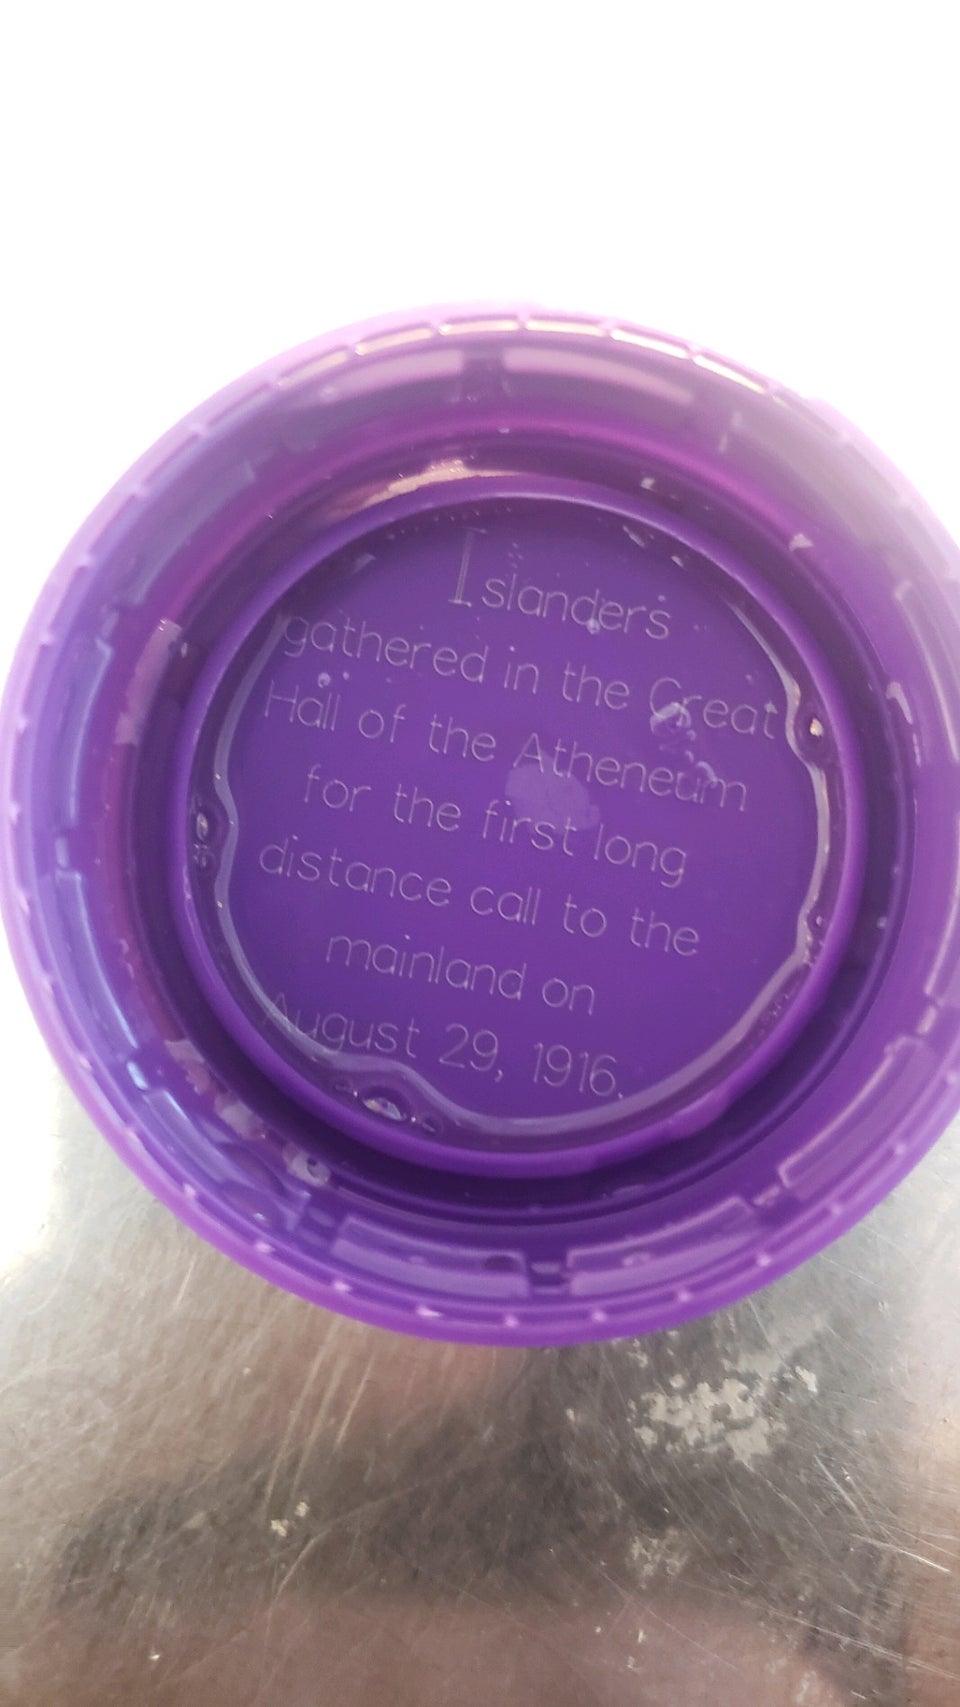 Islanders
gathered in the Great
Hall of the Atheneum
for the first long
distance call to the
mainland on
August 29, 1916.